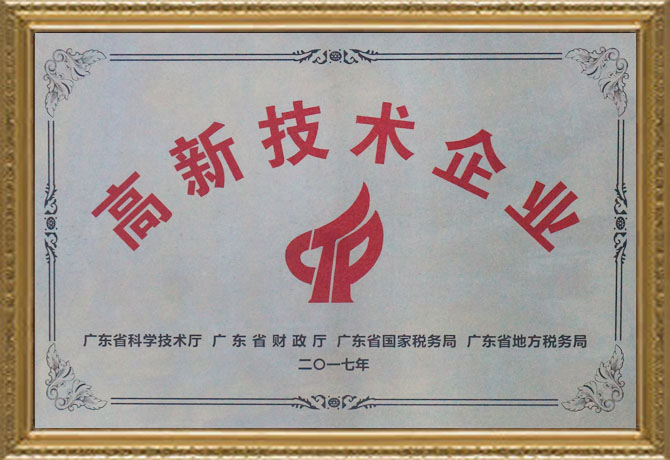 高新技术企业
广东省科学技术厅 广东省财政厅 广东省国家税务局 广东省地方税务局
二〇一七年